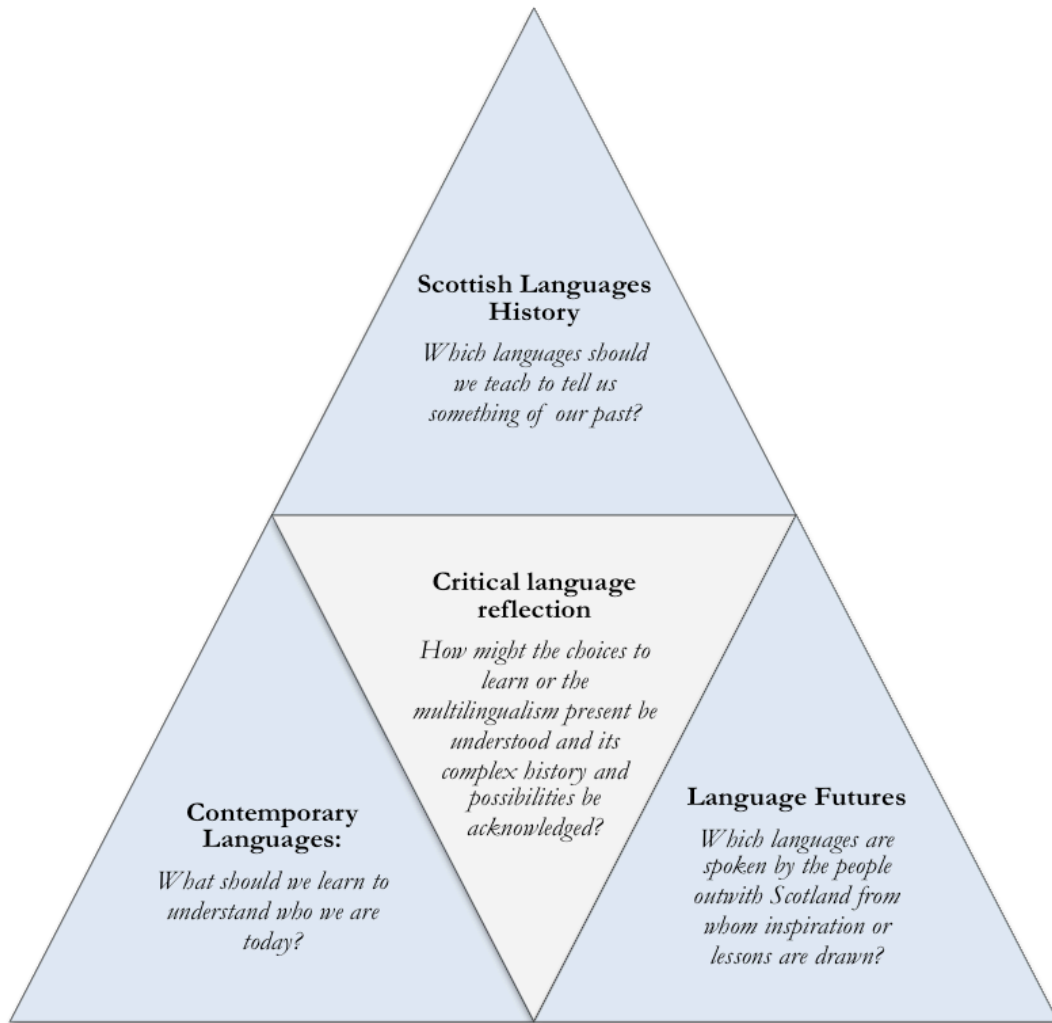 Scottish Languages
History
Which languages should
we teach to tell us
something of our past?
Critical language
reflection
How might the choices to
learn or the
multilingualism present be
understood and its
complex history and
possibilities be
acknowledged?
Contemporary
Languages:
What should we learn to
understand who we are
today?
Language Futures
Which languages are
spoken by the people
outwith Scotland from
whom inspiration or
lessons are drawn?